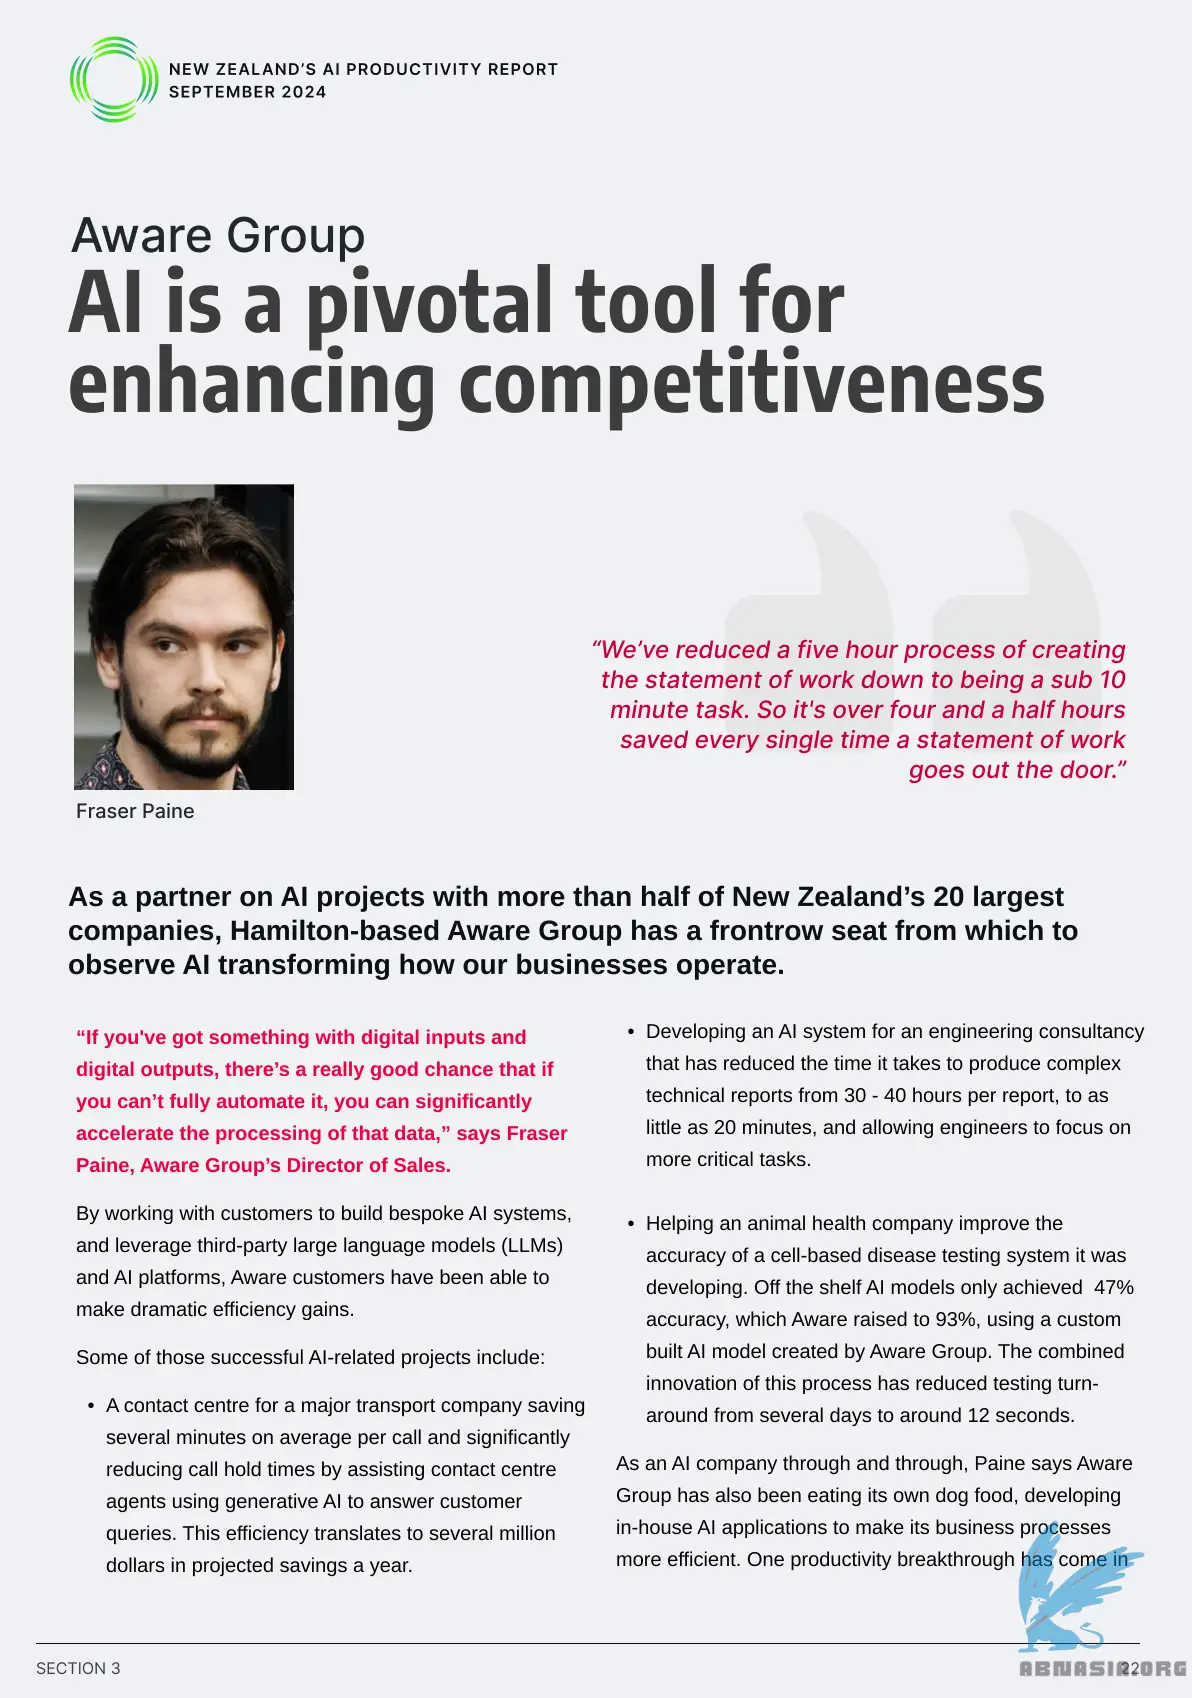 NEW ZEALAND’S AI PRODUCTIVITY REPORT
SEPTEMBER 2024
Aware Group
AI is a pivotal tool for
enhancing competitiveness
“We’ve reduced a five hour process of creating
the statement of work down to being a sub 10
minute task. So it's over four and a half hours
saved every single time a statement of work
goes out the door.”
Fraser Paine
As a partner on AI projects with more than half of New Zealand’s 20 largest
companies, Hamilton-based Aware Group has a frontrow seat from which to
observe AI transforming how our businesses operate.
“If you've got something with digital inputs and
digital outputs, there’s a really good chance that if
you can’t fully automate it, you can significantly
accelerate the processing of that data,” says Fraser
Paine, Aware Group’s Director of Sales.
By working with customers to build bespoke AI systems,
and leverage third-party large language models (LLMs)
and AI platforms, Aware customers have been able to
make dramatic efficiency gains.
Some of those successful AI-related projects include:
• A contact centre for a major transport company saving
several minutes on average per call and significantly
reducing call hold times by assisting contact centre
agents using generative AI to answer customer
queries. This efficiency translates to several million
dollars in projected savings a year.
• Developing an AI system for an engineering consultancy
that has reduced the time it takes to produce complex
technical reports from 30 - 40 hours per report, to as
little as 20 minutes, and allowing engineers to focus on
more critical tasks.
• Helping an animal health company improve the
accuracy of a cell-based disease testing system it was
developing. Off the shelf AI models only achieved  47%
accuracy, which Aware raised to 93%, using a custom
built AI model created by Aware Group. The combined
innovation of this process has reduced testing turn-
around from several days to around 12 seconds.
As an AI company through and through, Paine says Aware
Group has also been eating its own dog food, developing
in-house AI applications to make its business processes
more efficient. One productivity breakthrough has come in
SECTION 3
22
ABNASIA.ORG